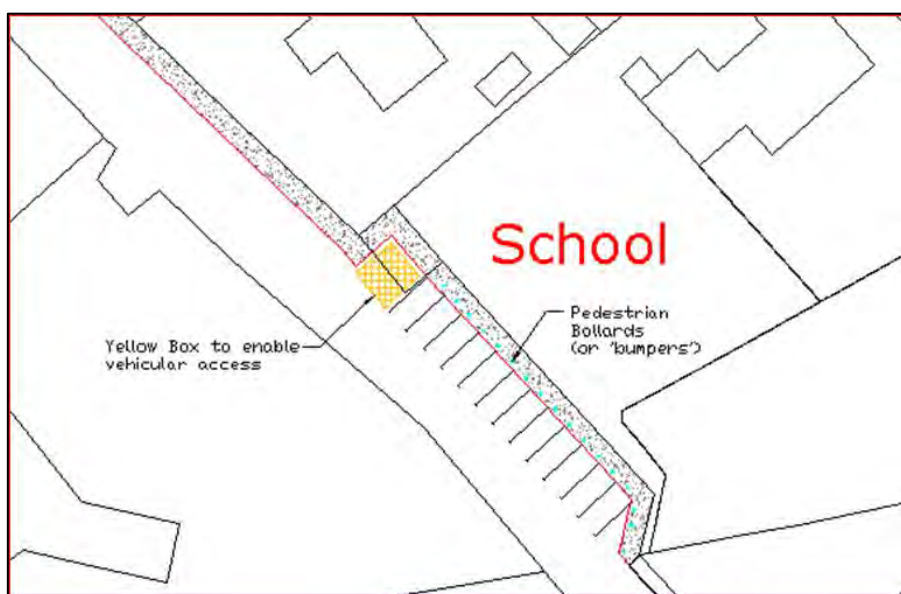 School
Pedestrian
Bollards
(or 'bumpers')
Yellow Box to enable
vehicular access